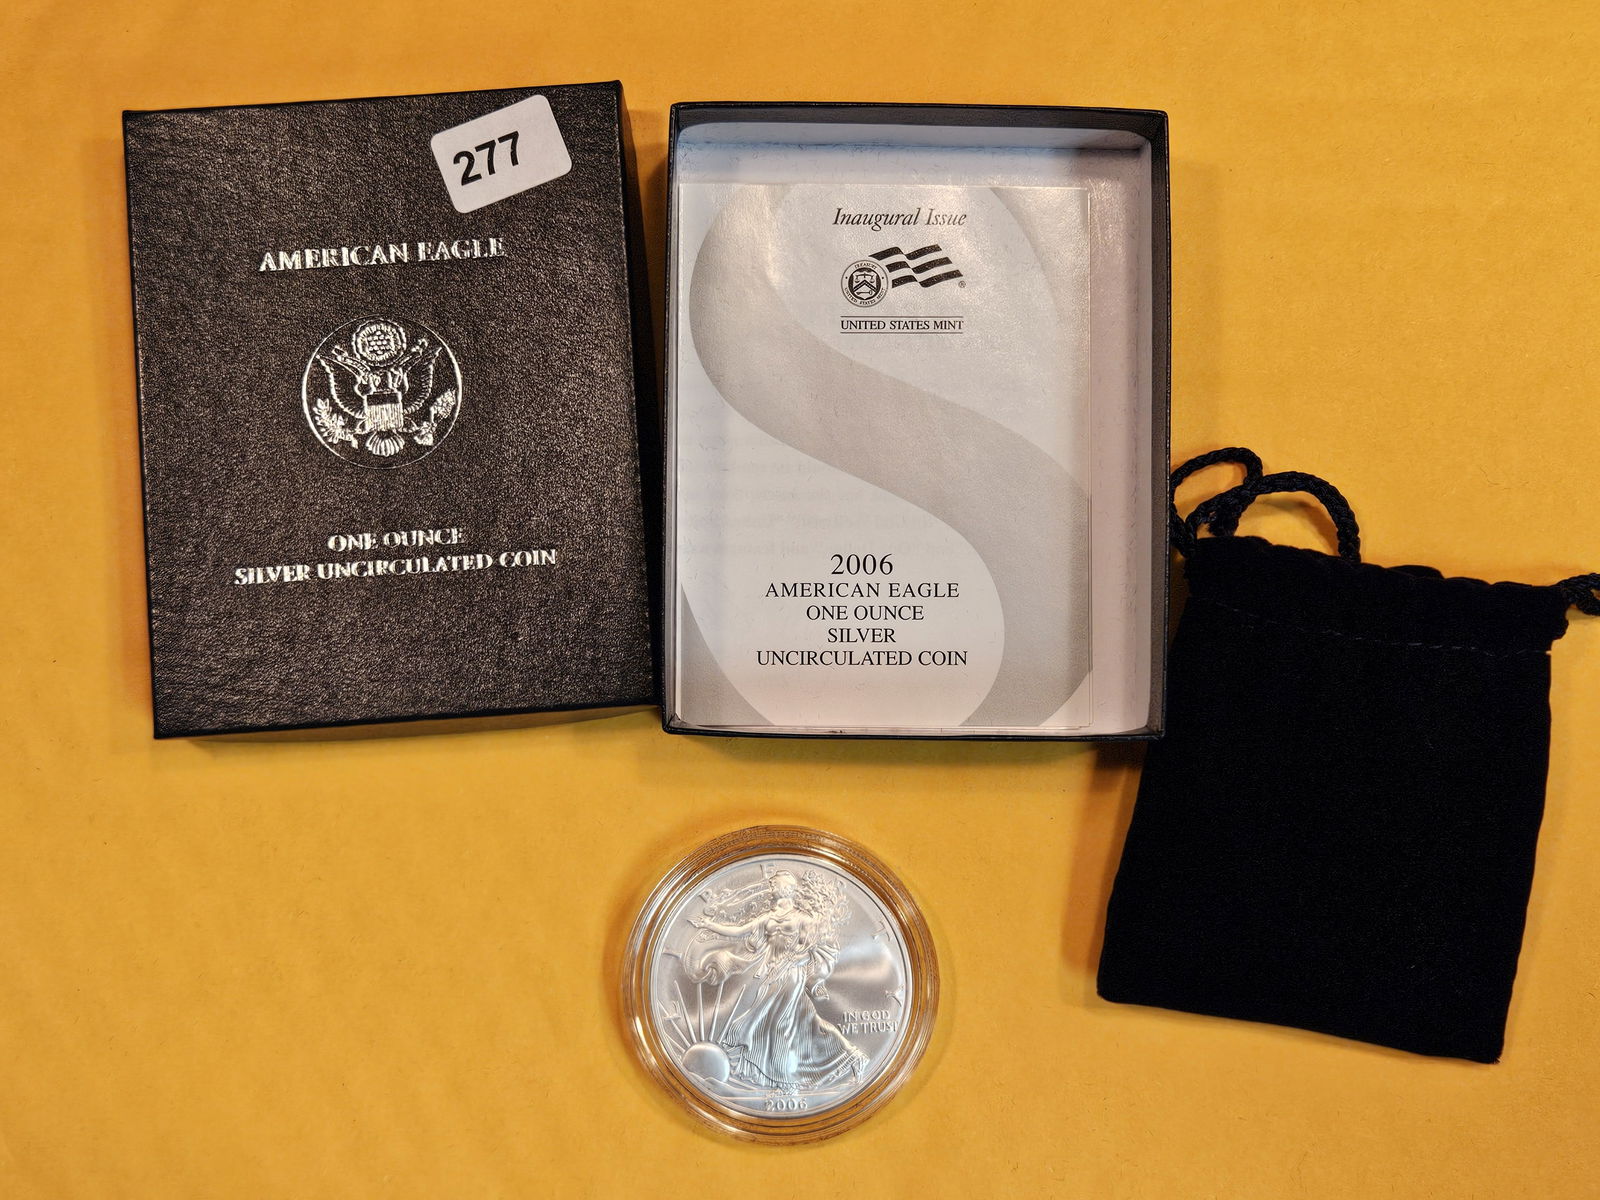 277
AMERICAN EAGLE
ONE OUNCE
SILVER UNCIRCULATED COIN
Inaugural Issue
UNITED STATES MINT
2006
AMERICAN EAGLE
ONE OUNCE
SILVER
UNCIRCULATED COIN
LIBERTY
IN GOD
WE TRUST
2006